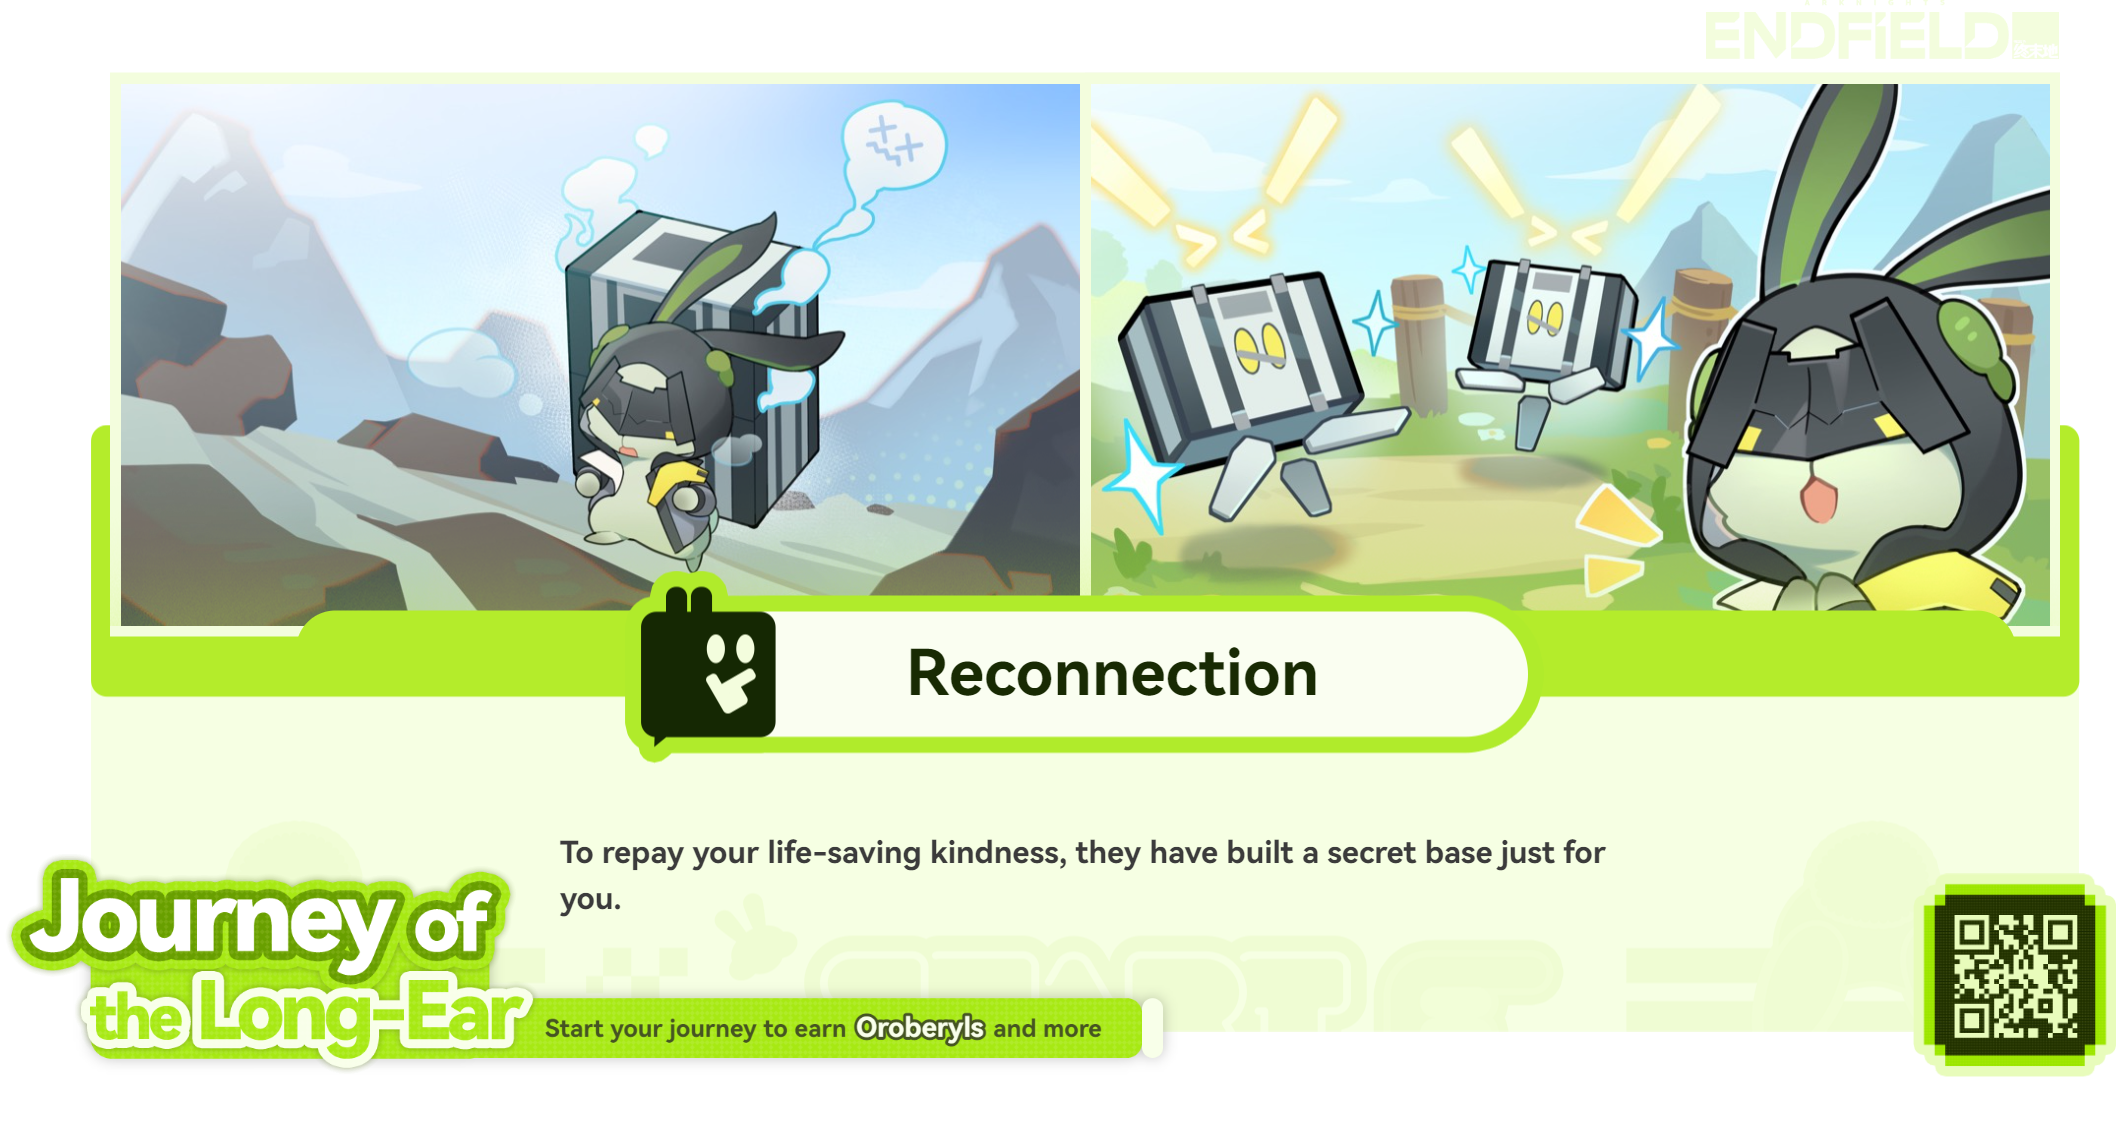 ENDFIELD
Reconnection
To repay your life-saving kindness, they have built a secret base just for
you.
Journey of
the Long-Ear
Start your journey to earn Oroberyls and more